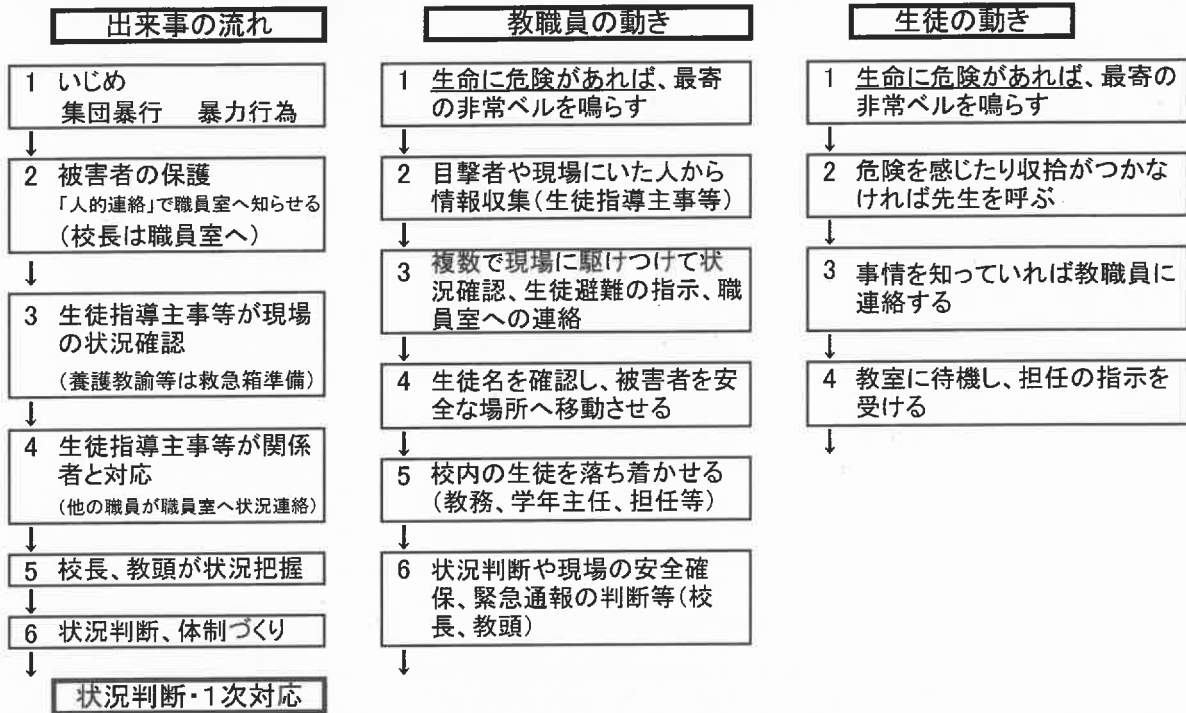 出来事の流れ
1 いじめ
集団暴行 暴力行為
↓
2 被害者の保護
「人的連絡」で職員室へ知らせる
(校長は職員室へ)
↓
3 生徒指導主事等が現場
の状況確認
(養護教諭等は救急箱準備)
↓
4 生徒指導主事等が関係
者と対応
(他の職員が職員室へ状況連絡)
↓
5 校長、教頭が状況把握
↓
6 状況判断、体制づくり
↓
状況判断・1次対応
教職員の動き
1 生命に危険があれば、最寄
の非常ベルを鳴らす
↓
2 目撃者や現場にいた人から
情報収集(生徒指導主事等)
↓
3 複数で現場に駆けつけて状
況確認、生徒避難の指示、職
員室への連絡
↓
4 生徒名を確認し、被害者を安
全な場所へ移動させる
↓
5 校内の生徒を落ち着かせる
(教務、学年主任、担任等)
↓
6 状況判断や現場の安全確
保、緊急通報の判断等(校
長、教頭)
↓
生徒の動き
1 生命に危険があれば、最寄の
非常ベルを鳴らす
↓
2 危険を感じたり収拾がつかな
ければ先生を呼ぶ
↓
3 事情を知っていれば教職員に
連絡する
↓
4 教室に待機し、担任の指示を
受ける
↓